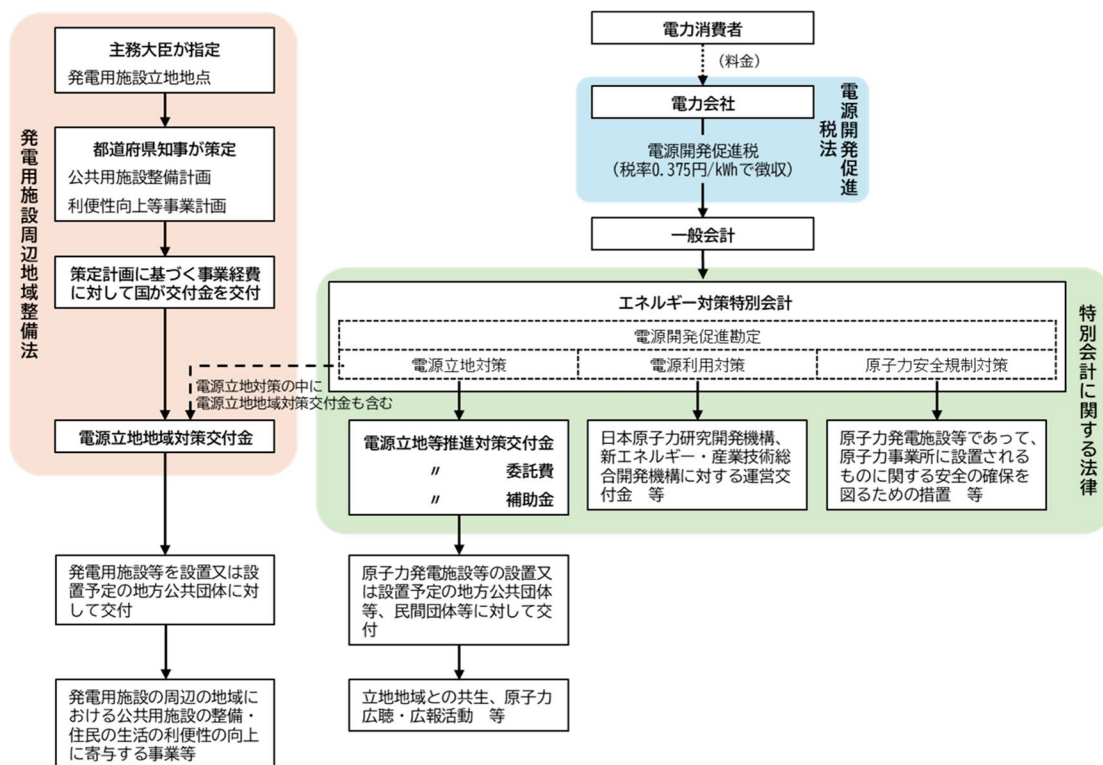 発電用施設周辺地域整備法
主務大臣が指定
発電用施設立地地点
都道府県知事が策定
公共用施設整備計画
利便性向上等事業計画
策定計画に基づく事業経費
に対して国が交付金を交付
電源立地地域対策交付金
発電用施設等を設置又は設
置予定の地方公共団体に対
して交付
発電用施設の周辺の地域に
おける公共用施設の整備・
住民の生活の利便性の向上
に寄与する事業等
電力消費者
（料金）
電源開発促進
税法
電力会社
電源開発促進税
（税率0.375円/kWhで徴収）
一般会計
特別会計に関する法律
エネルギー対策特別会計
電源開発促進勘定
電源立地対策
電源利用対策
原子力安全規制対策
電源立地対策の中に
電源立地地域対策交付金も含む
電源立地等推進対策交付金
〃 委託費
〃 補助金
日本原子力研究開発機構、
新エネルギー・産業技術総
合開発機構に対する運営交
付金　等
原子力発電施設等であって、
原子力事業所に設置される
ものに関する安全の確保を
図るための措置　等
原子力発電施設等の設置又
は設置予定の地方公共団体
等、民間団体等に対して交
付
立地地域との共生、原子力
広聴・広報活動　等